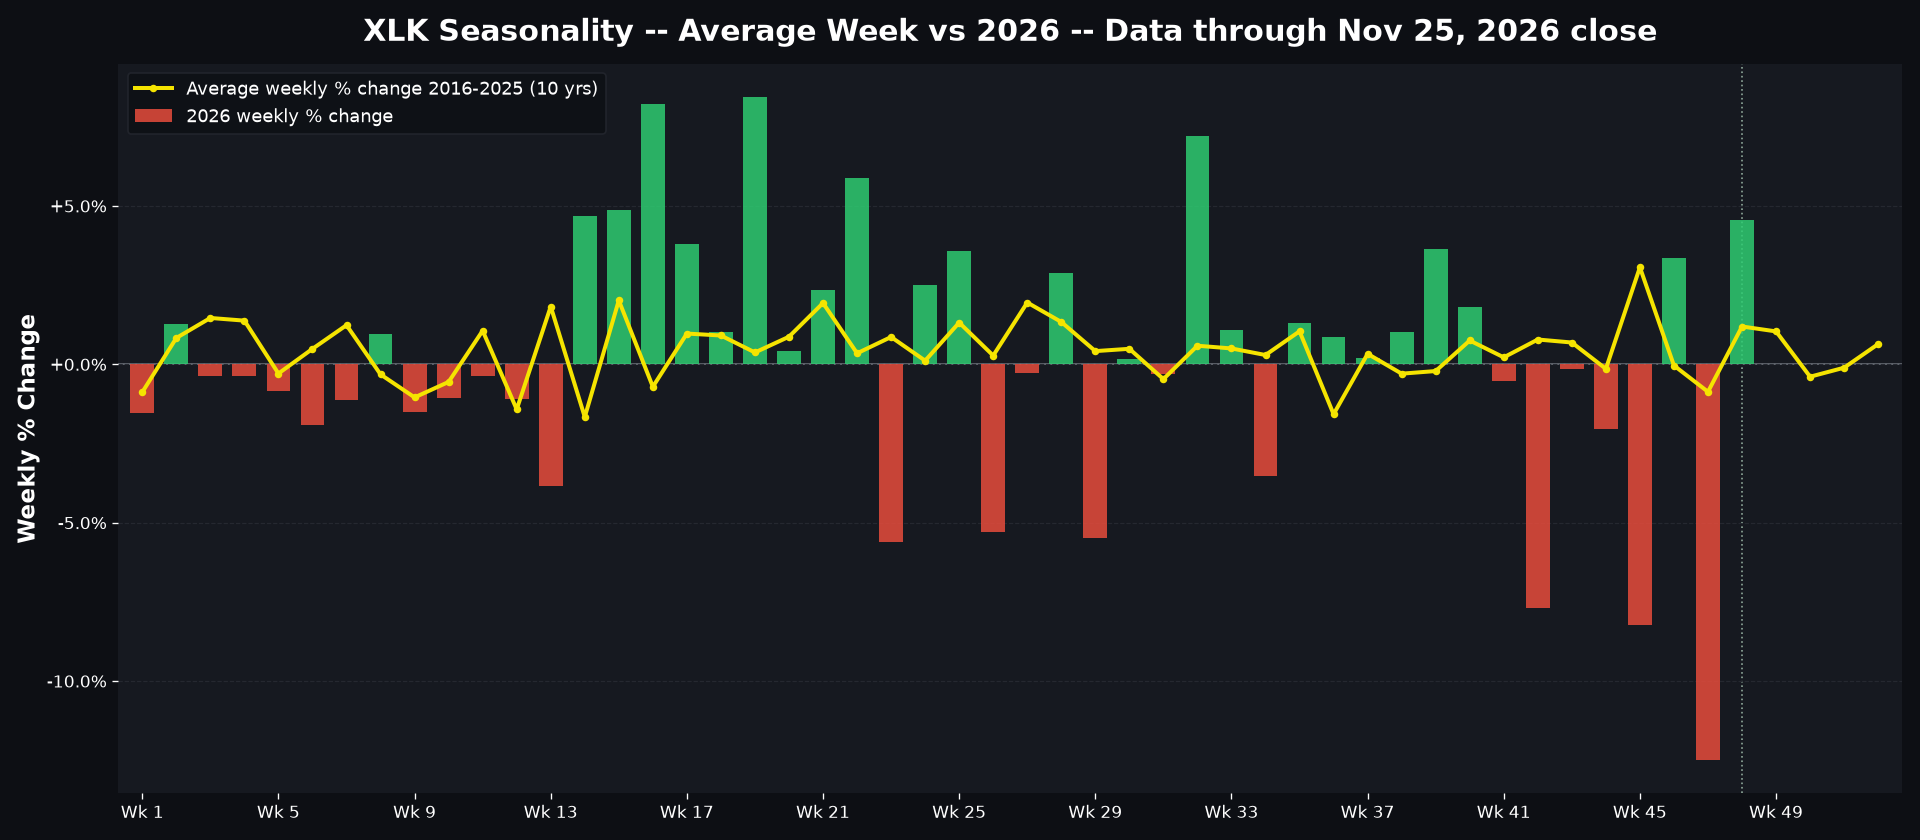 XLK Seasonality -- Average Week vs 2026 -- Data through Nov 25, 2026 close
Average weekly % change 2016-2025 (10 yrs)
2026 weekly % change
Weekly % Change
+5.0%
+0.0%
-5.0%
-10.0%
Wk 1 Wk 5 Wk 9 Wk 13 Wk 17 Wk 21 Wk 25 Wk 29 Wk 33 Wk 37 Wk 41 Wk 45 Wk 49